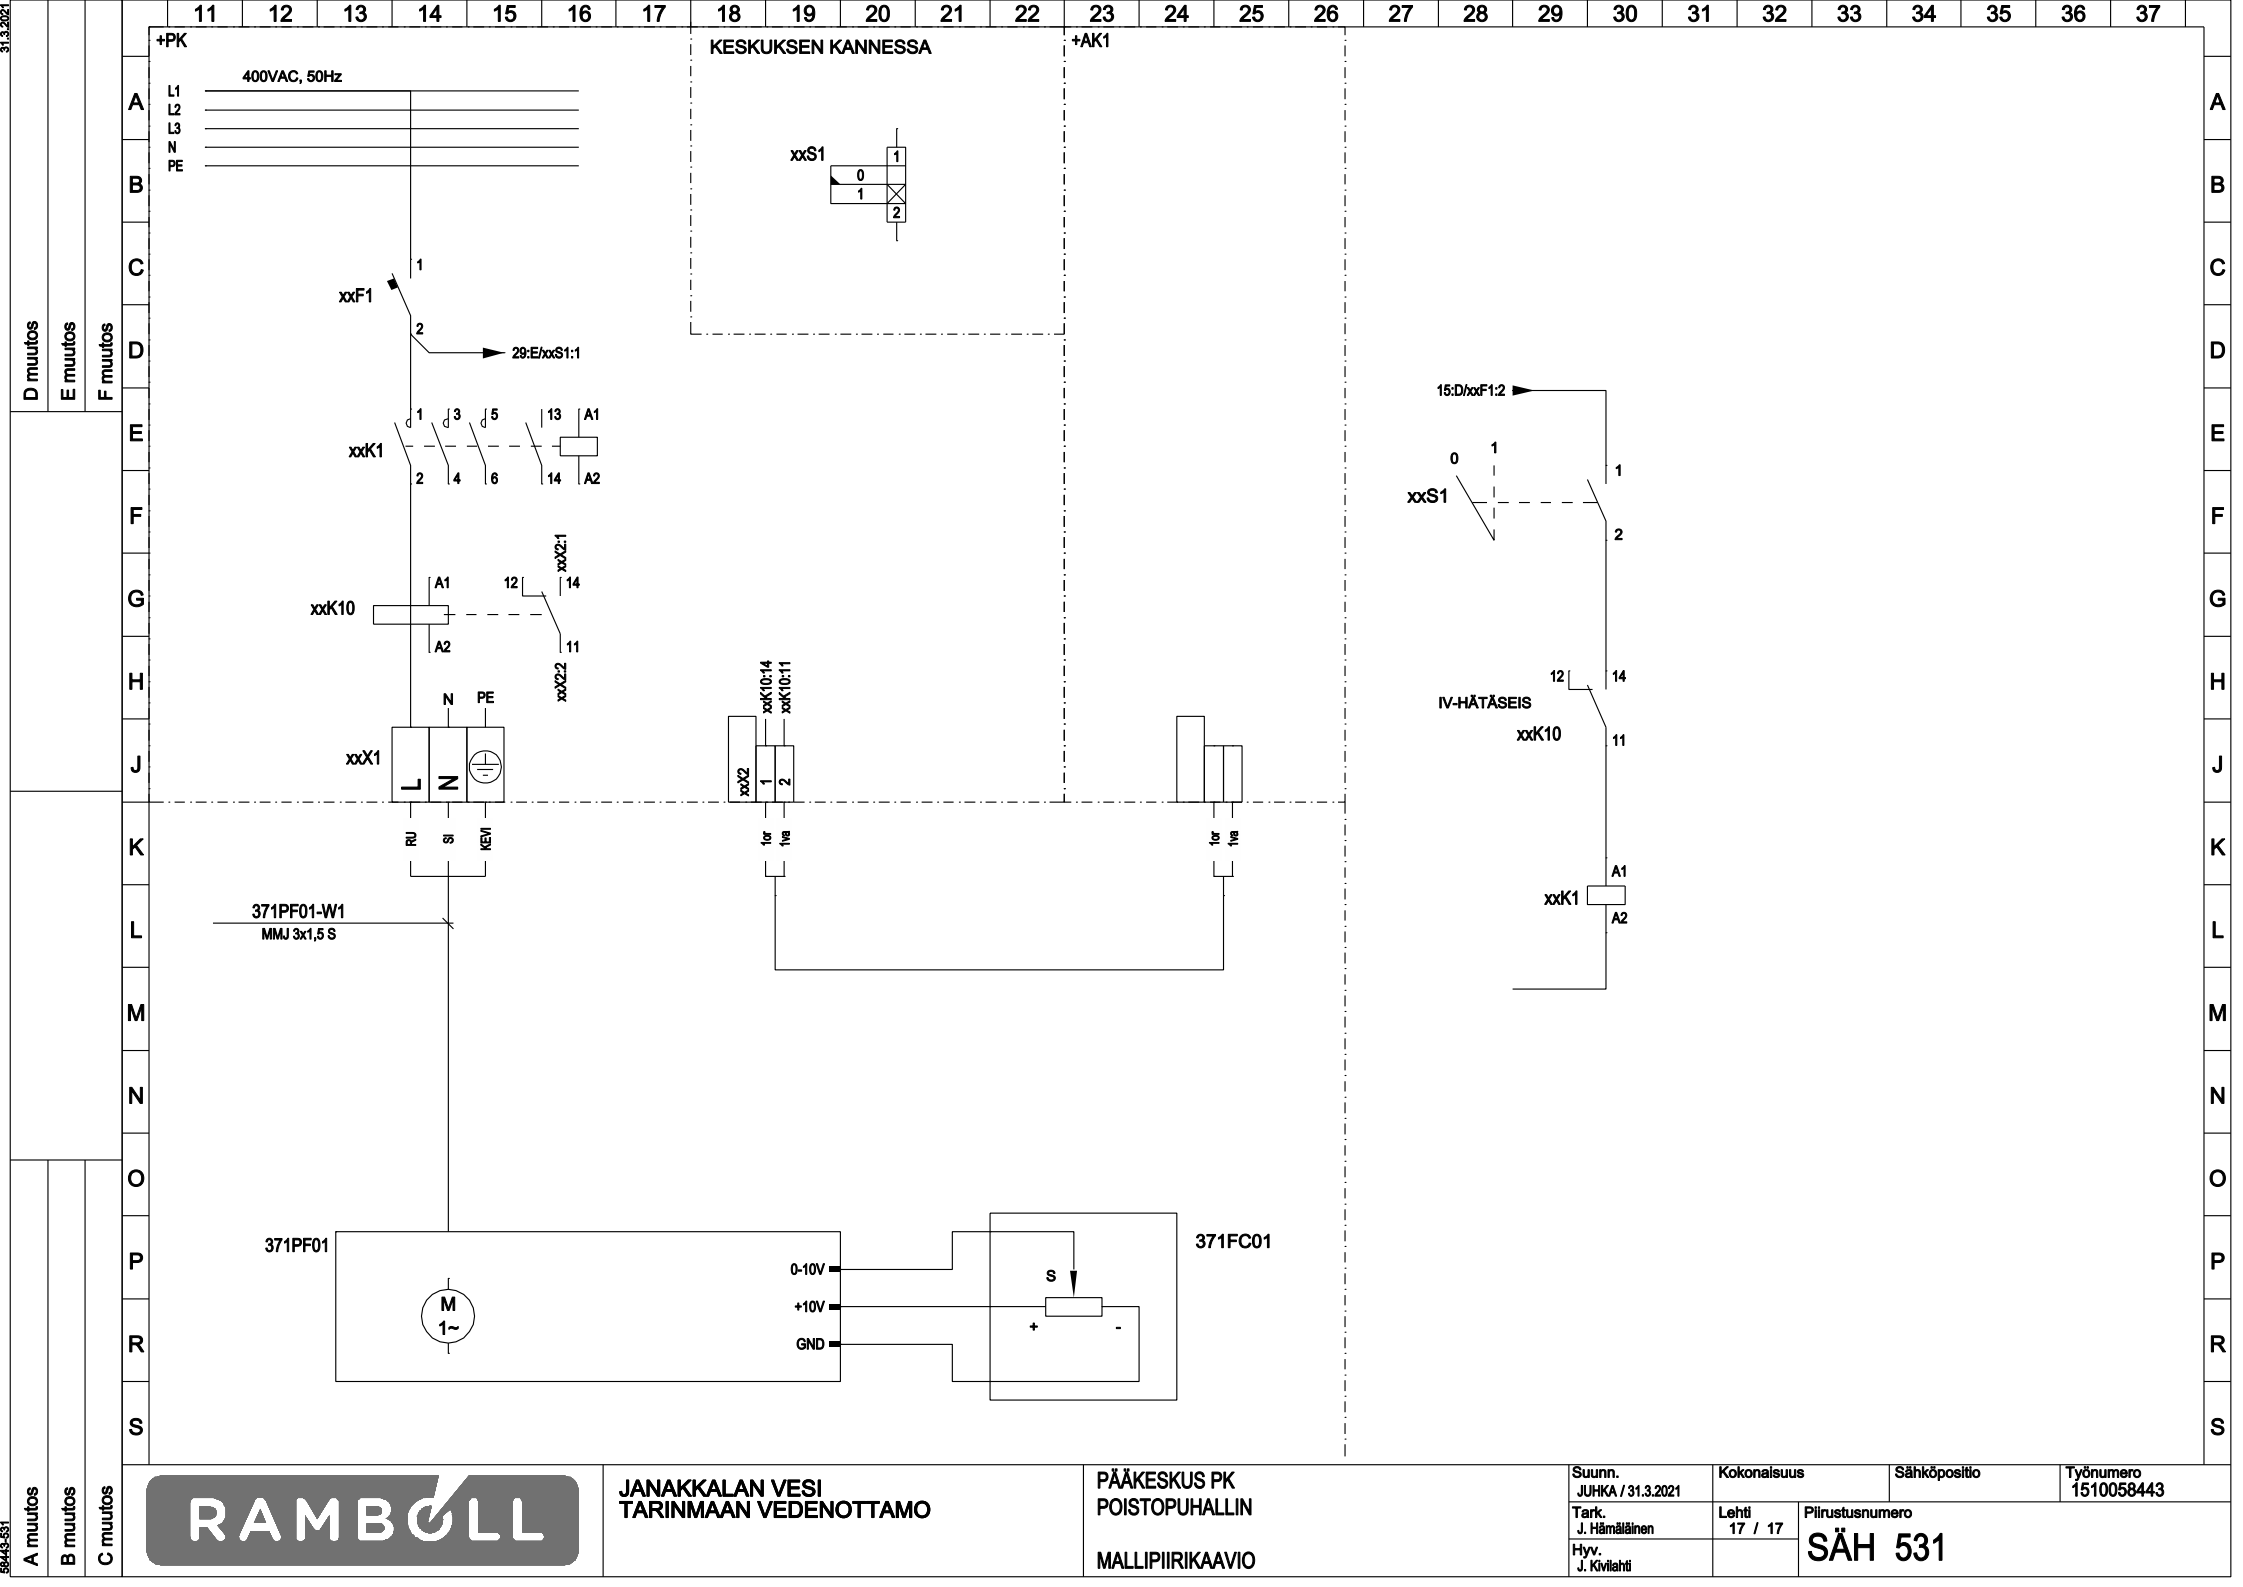 11 12 13 14 15 16 17 18 19 20 21 22 23 24 25 26 27 28 29 30 31 32 33 34 35 36 37
31.3.2021
+PK
KESKUKSEN KANNESSA
+AK1
400VAC, 50Hz
L1
L2
L3
N
PE
A A
B B
C C
D D
E E
F F
G G
H H
J J
K K
L L
M M
N N
O O
P P
R R
S S
D muutos
E muutos
F muutos
xxS1
1
0
1
2
1
xxF1
2
29:E/xxS1:1
xxK1
1 3 5 13 A1
2 4 6 14 A2
xxX2:1
A1 12 14
xxK10
A2 11
xxX2:2
N PE
xxX1
L N
RU SI KEVI
xxK10:14
xxK10:11
xxX2 1 2
1or 1va
1or 1va
371PF01-W1
MMJ 3x1,5 S
15:D/xxF1:2
0 1
1
xxS1
2
12 14
IV-HÄTÄSEIS
xxK10
11
A1
xxK1
A2
371PF01
M
1~
0-10V
+10V
GND
371FC01
S
+ -
A muutos
B muutos
C muutos
58443-531
RAMBOLL
JANAKKALAN VESI
TARINMAAN VEDENOTTAMO
PÄÄKESKUS PK
POISTOPUHALLIN
MALLIPIIRIKAAVIO
Suunn.
JUHKA / 31.3.2021
Kokonaisuus
Sähköpositio
Työnumero
1510058443
Tark.
J. Hämäläinen
Lehti
17 / 17
Piirustusnumero
SÄH 531
Hyv.
J. Kivilahti